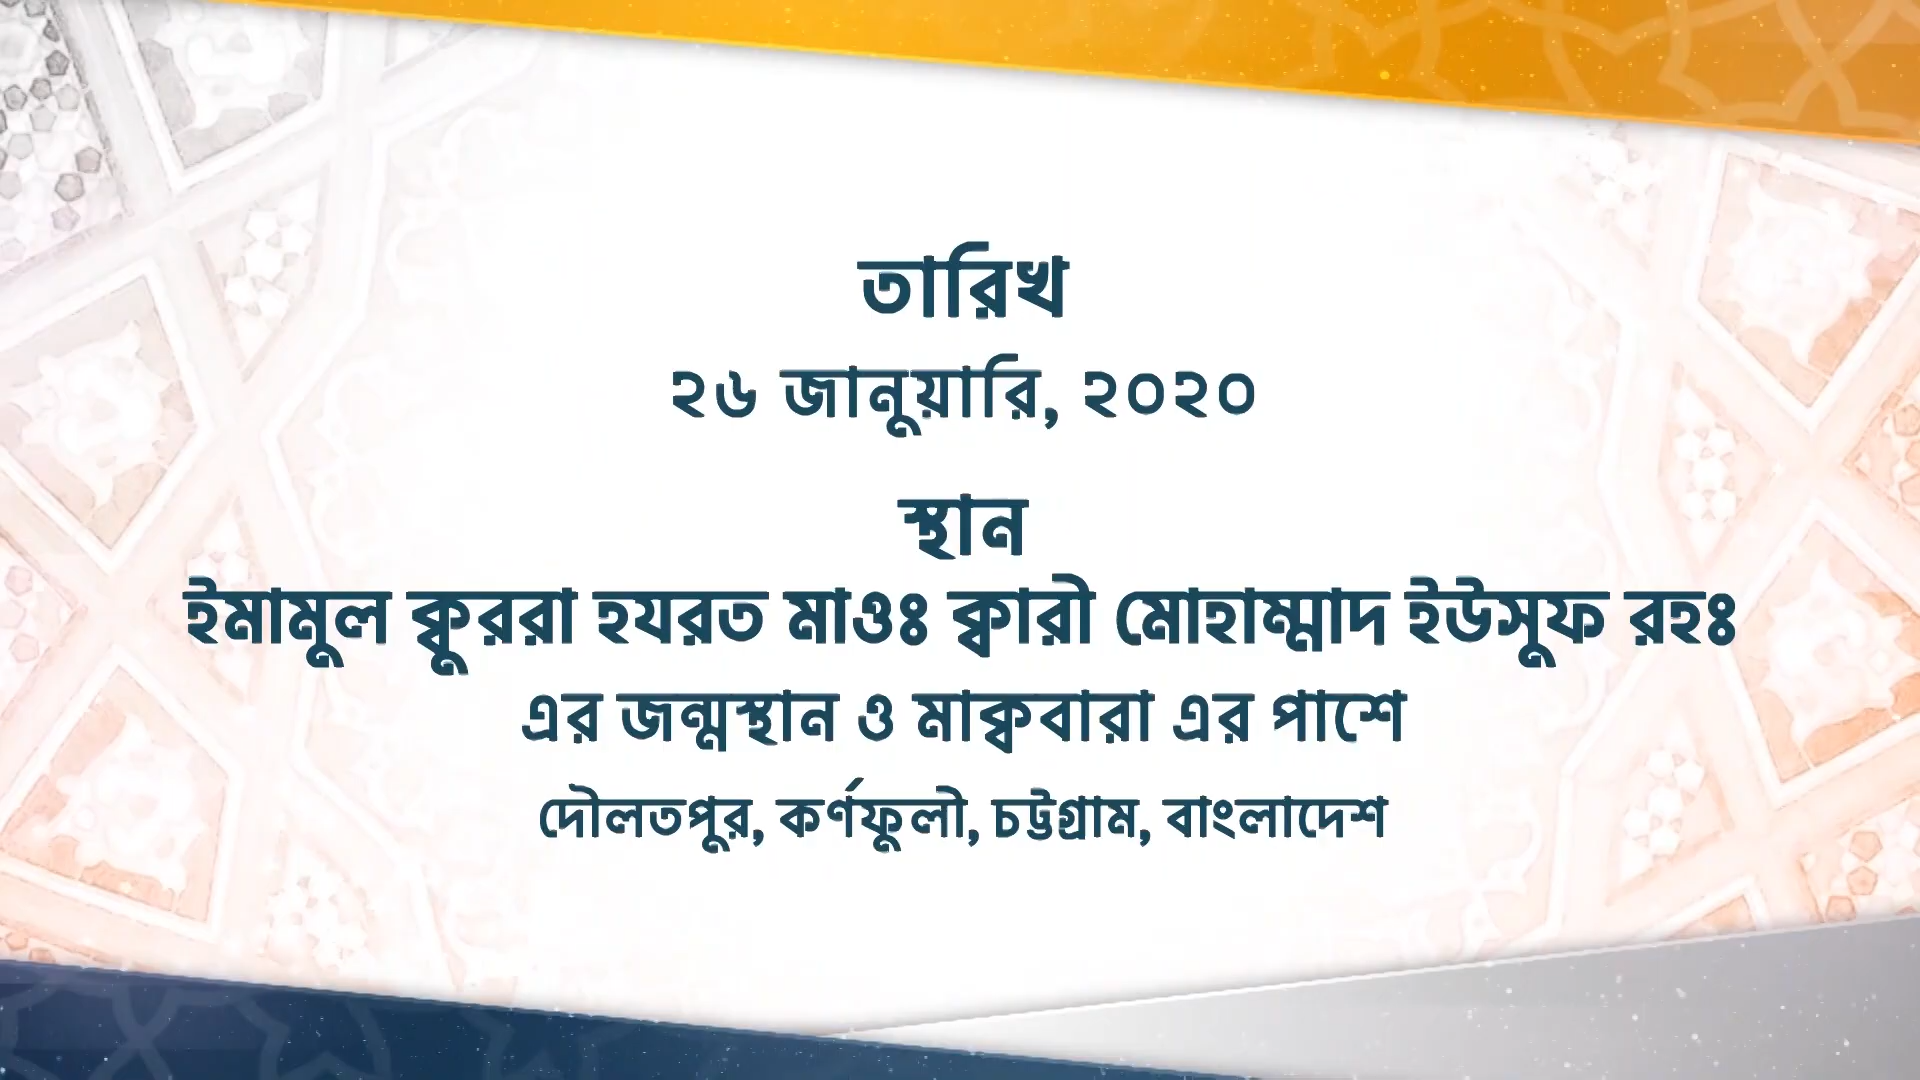 তারিখ
২৬ জানুয়ারি, ২০২০
স্থান
ইমামুল ক্বুররা হযরত মাওঃ ক্বারী মোহাম্মাদ ইউসুফ রহঃ
এর জন্মস্থান ও মাক্ববারা এর পাশে
দৌলতপুর, কর্ণফুলী, চট্টগ্রাম, বাংলাদেশ